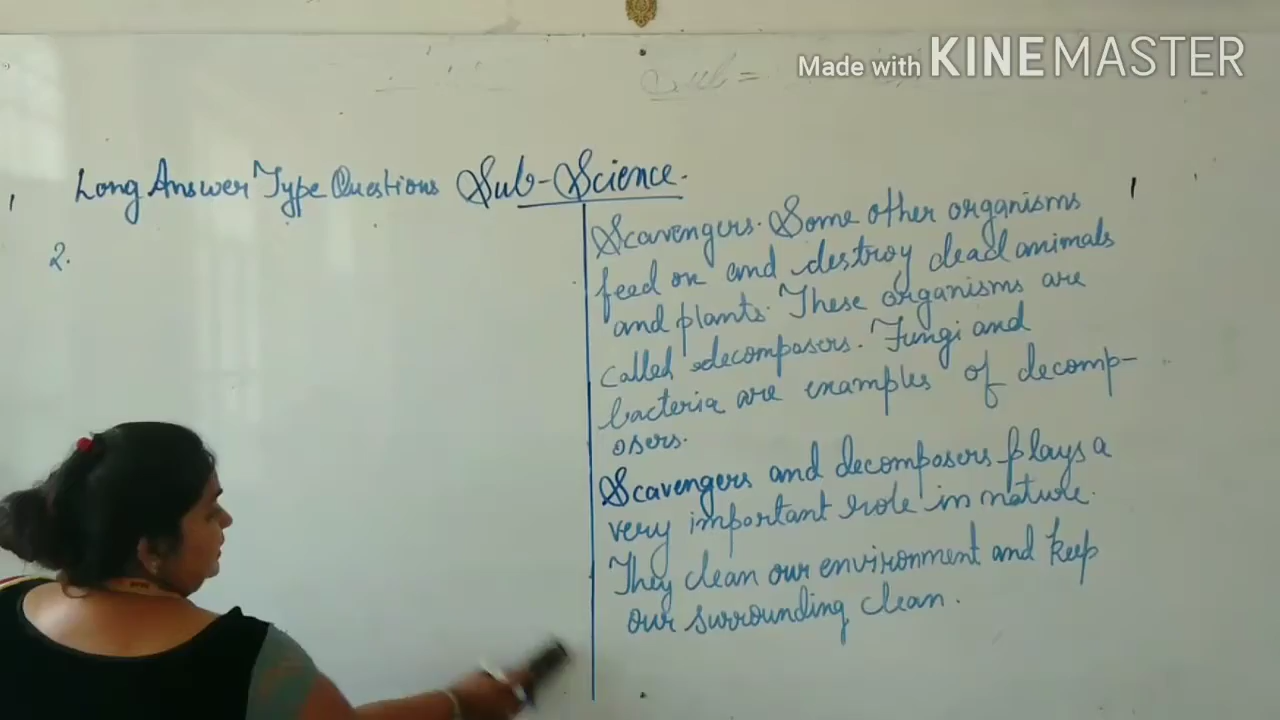 Made with KINEMASTER
Sub =
Long Answer Type Questions Sub-Science.
2.
Scavengers. Some other organisms
feed on and destroy dead animals
and plants. These organisms are
called decomposers. Fungi and
bacteria are examples of decomp-
osers.
Scavengers and decomposers plays a
very important role in nature.
They clean our environment and keep
our surrounding clean.